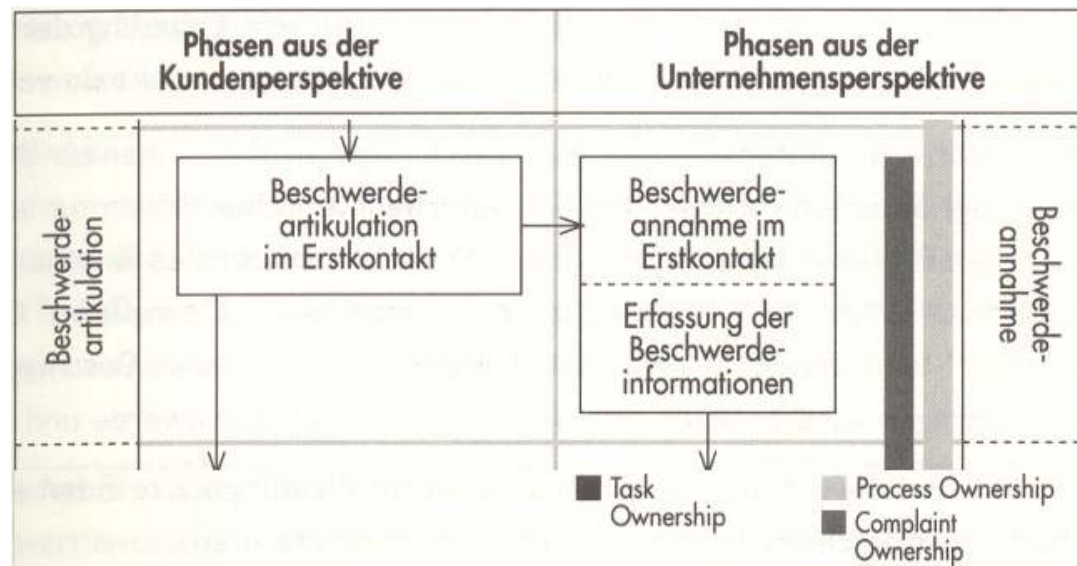 Phasen aus der
Kundenperspektive
Phasen aus der
Unternehmensperspektive
Beschwerde-
artikulation
Beschwerde-
artikulation
im Erstkontakt
Beschwerde-
annahme im
Erstkontakt
Erfassung der
Beschwerde-
informationen
Beschwerde-
annahme
Task
Ownership
Process Ownership
Complaint
Ownership